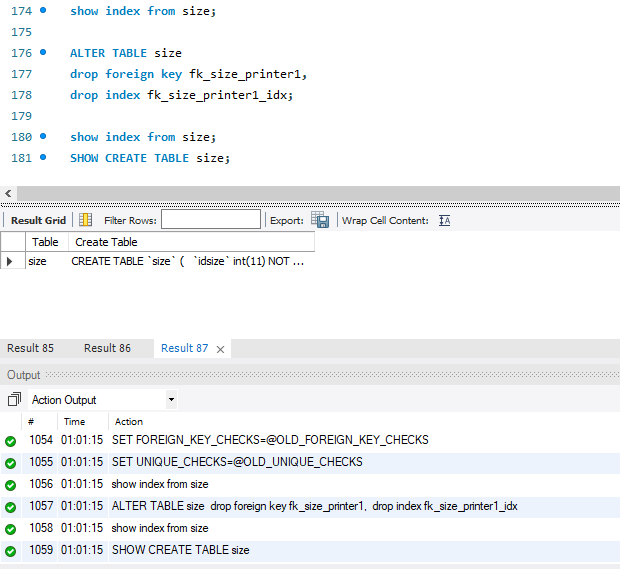 174 show index from size;
175
176 ALTER TABLE size
177 drop foreign key fk_size_printer1,
178 drop index fk_size_printer1_idx;
179
180 show index from size;
181 SHOW CREATE TABLE size;
Result Grid Filter Rows: Export: Wrap Cell Content: IA
Table Create Table
size CREATE TABLE `size` ( `idsize` int(11) NOT ...
Result 85 Result 86 Result 87
Output
Action Output
# Time Action
1054 01:01:15 SET FOREIGN_KEY_CHECKS=@OLD_FOREIGN_KEY_CHECKS
1055 01:01:15 SET UNIQUE_CHECKS=@OLD_UNIQUE_CHECKS
1056 01:01:15 show index from size
1057 01:01:15 ALTER TABLE size drop foreign key fk_size_printer1, drop index fk_size_printer1_idx
1058 01:01:15 show index from size
1059 01:01:15 SHOW CREATE TABLE size